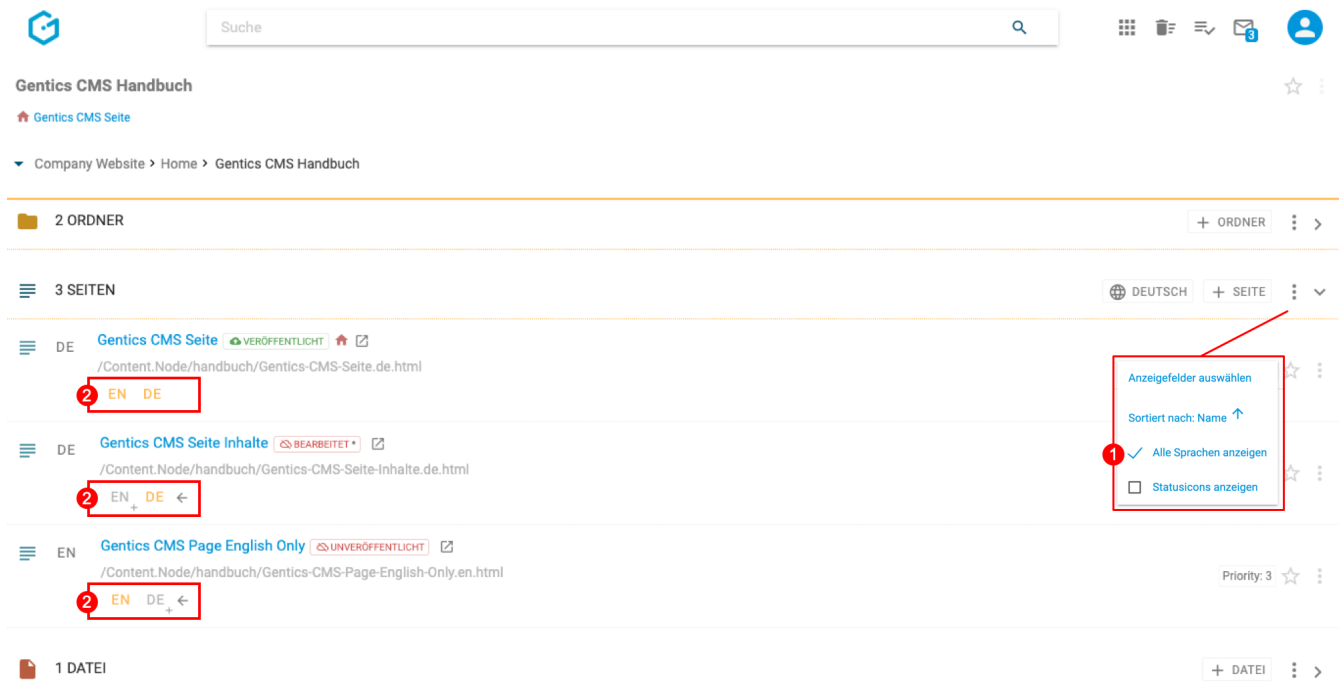 Suche
3
Gentics CMS Handbuch
Gentics CMS Seite
Company Website > Home > Gentics CMS Handbuch
2 ORDNER
+ ORDNER
3 SEITEN
DEUTSCH
+ SEITE
DE
Gentics CMS Seite VERÖFFENTLICHT
/Content.Node/handbuch/Gentics-CMS-Seite.de.html
2 EN DE
Anzeigefelder auswählen
Sortiert nach: Name ↑
1 Alle Sprachen anzeigen
Statusicons anzeigen
DE
Gentics CMS Seite Inhalte BEARBEITET *
/Content.Node/handbuch/Gentics-CMS-Seite-Inhalte.de.html
2 EN + DE ←
EN
Gentics CMS Page English Only UNVERÖFFENTLICHT
/Content.Node/handbuch/Gentics-CMS-Page-English-Only.en.html
Priority: 3
2 EN DE + ←
1 DATEI
+ DATEI